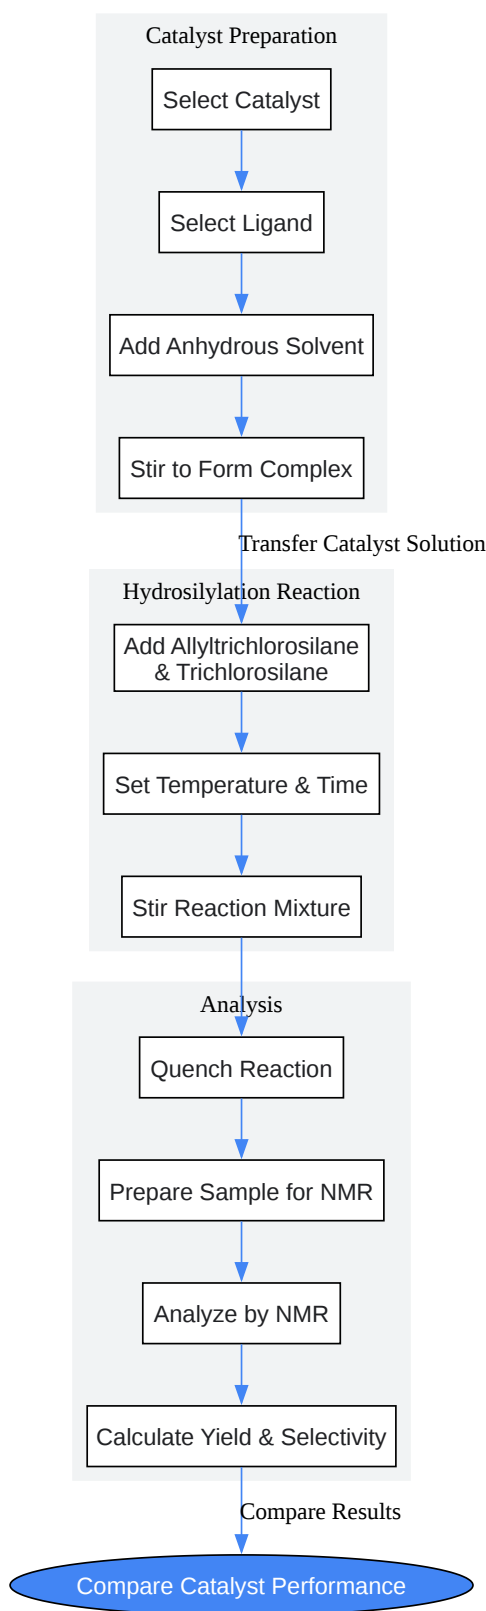 Catalyst Preparation
Select Catalyst
Select Ligand
Add Anhydrous Solvent
Stir to Form Complex
Transfer Catalyst Solution
Hydrosilylation Reaction
Add Allyltrichlorosilane
& Trichlorosilane
Set Temperature & Time
Stir Reaction Mixture
Analysis
Quench Reaction
Prepare Sample for NMR
Analyze by NMR
Calculate Yield & Selectivity
Compare Results
Compare Catalyst Performance